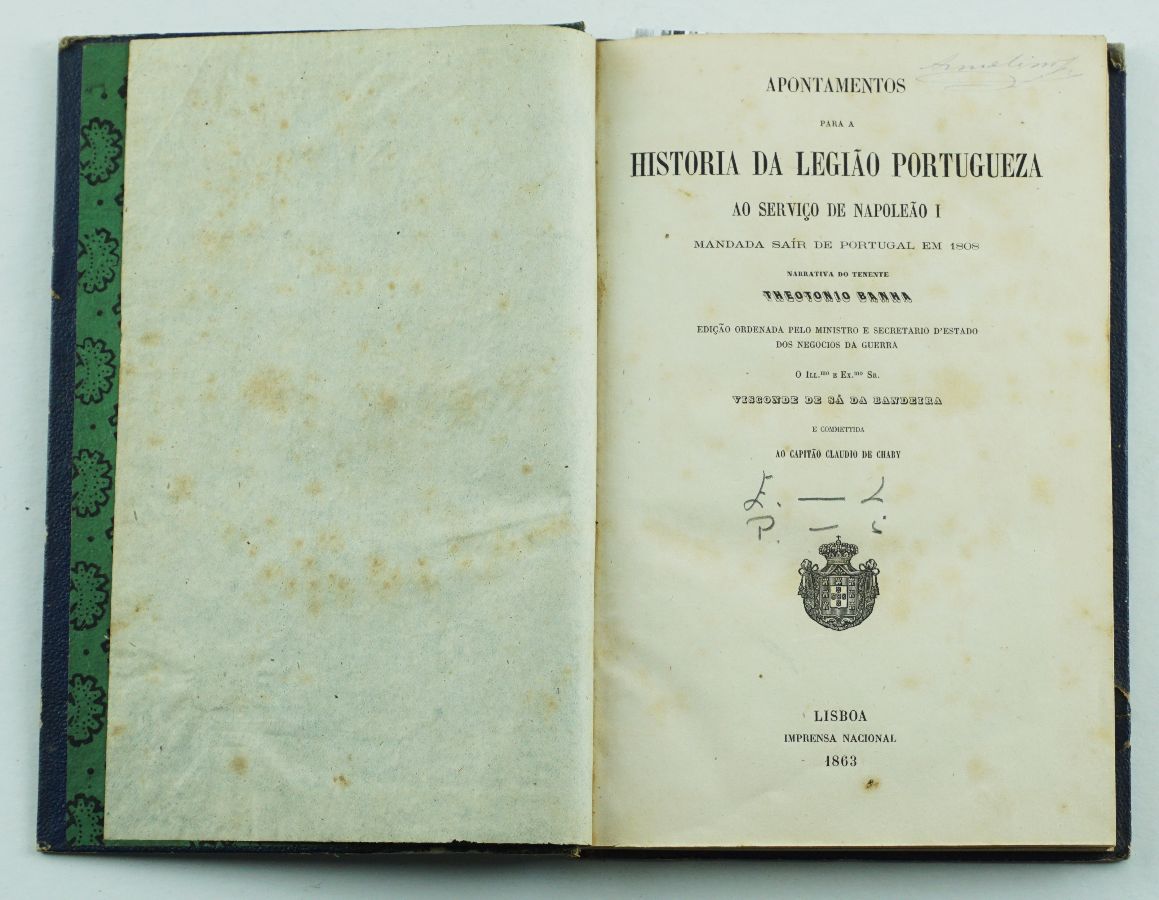 APONTAMENTOS
PARA A
HISTORIA DA LEGIÃO PORTUGUEZA
AO SERVIÇO DE NAPOLEÃO I
MANDADA SAÍR DE PORTUGAL EM 1808
NARRATIVA DO TENENTE
THEOTONIO BANHA
EDIÇÃO ORDENADA PELO MINISTRO E SECRETARIO D'ESTADO
DOS NEGOCIOS DA GUERRA
O ILL.mo E EX.mo SR.
VISCONDE DE SÁ DA BANDEIRA
E COMMETTIDA
AO CAPITÃO CLAUDIO DE CHABY
E. — L
P. — 5
LISBOA
IMPRENSA NACIONAL
1863